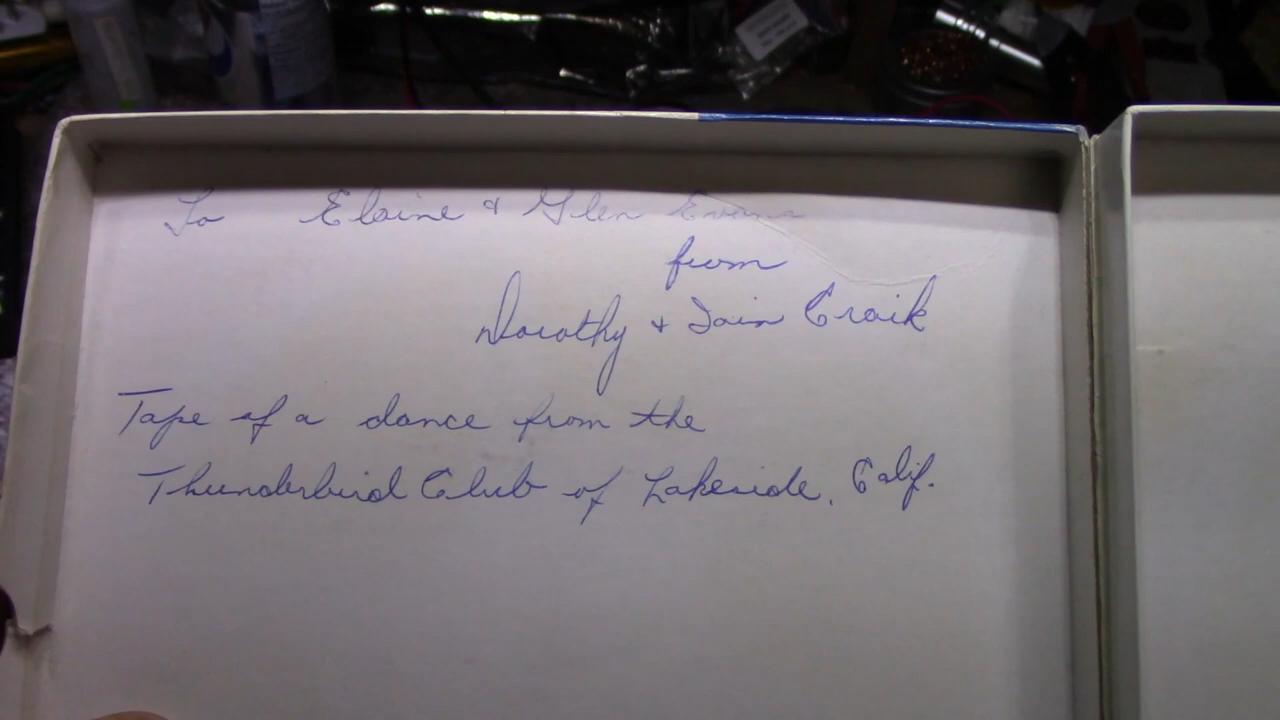 To Elaine & Glen Evans
from
Dorothy & Iain Craik
Tape of a dance from the
Thunderbird Club of Lakeside, Calif.